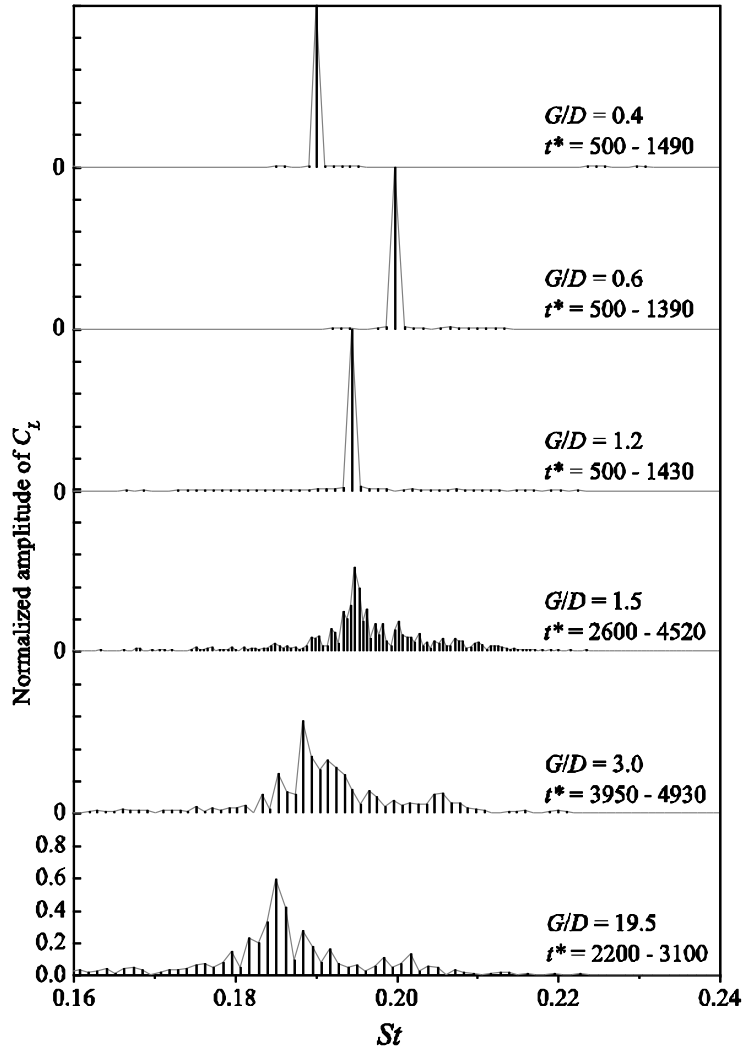 G/D = 0.4
t* = 500 - 1490
0
G/D = 0.6
t* = 500 - 1390
0
G/D = 1.2
t* = 500 - 1430
0
G/D = 1.5
t* = 2600 - 4520
0
G/D = 3.0
t* = 3950 - 4930
0
0.8
0.6
0.4
0.2
0.0
G/D = 19.5
t* = 2200 - 3100
0.16 0.18 0.20 0.22 0.24
St
Normalized amplitude of C_L